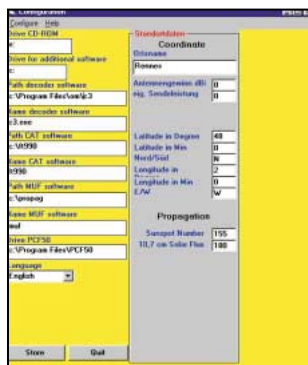 Configuration
Configure Help
Drive CD-ROM
e:
Drive for additional software
c:
Path decoder software
c:\Program Files\
Name decoder software
c3.exe
Path CAT software
c:\ft990
Name CAT software
ft990
Path MUF software
c:\propag
Name MUF software
muf
Drive PCF50
c:\Program Files\PCF50
Language
English
Store Quit
Standortdaten
Coordinate
Ortsname
Rennes
Antennengewinn dBi 0
eig. Sendeleistung 0
Latitude in Degree 48
Latitude in Min 0
Nord/Süd N
Longitude in 2
Longitude in Min 0
E/W W
Propagation
Sunspot Number 155
10,7 cm Solar Flux 180